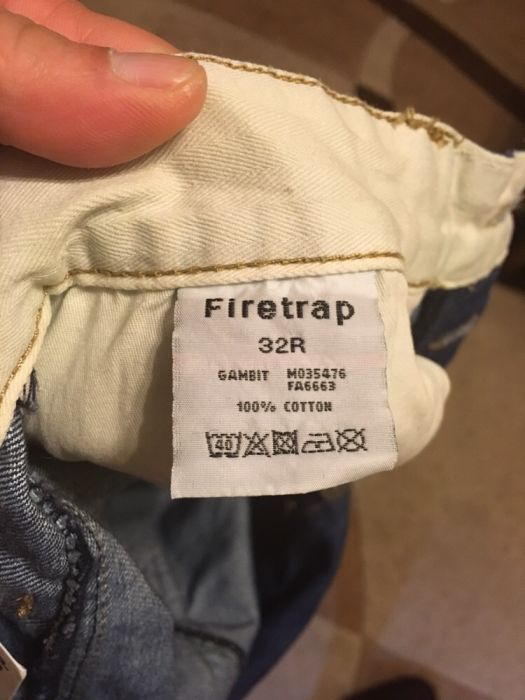 Firetrap
32R
GAMBIT M035476
FA6663
100% COTTON
40